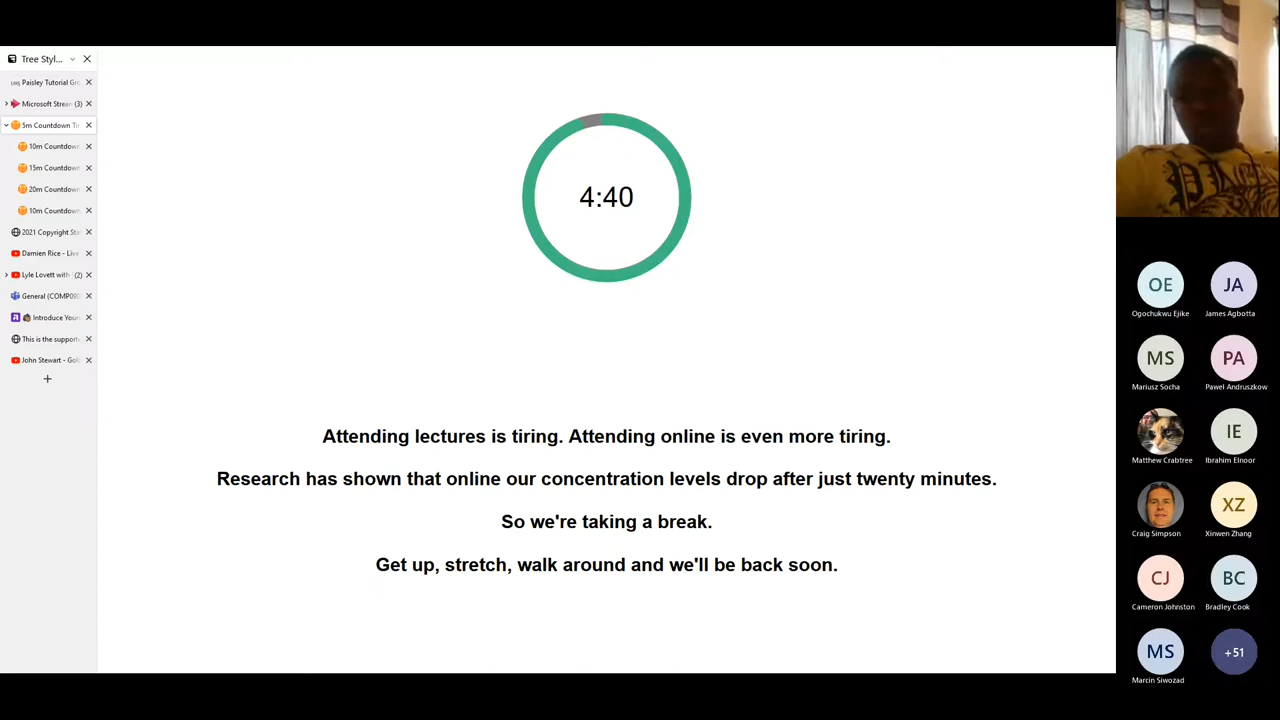 Tree Styl...
Paisley Tutorial Gr
Microsoft Strea (3)
5m Countdown Ti
10m Countdown
15m Countdown
20m Countdown
10m Countdown
2021 Copyright Sta
Damien Rice - Live
Lyle Lovett with (2)
General (COMP09
Introduce Your
This is the support
John Stewart - Gol
4:40
Attending lectures is tiring. Attending online is even more tiring.
Research has shown that online our concentration levels drop after just twenty minutes.
So we're taking a break.
Get up, stretch, walk around and we'll be back soon.
OE
JA
Ogochukwu Ejike
James Agbotta
MS
PA
Mariusz Socha
Pawel Andruszkow
IE
Matthew Crabtree
Ibrahim Elnoor
XZ
Craig Simpson
Xinwen Zhang
CJ
BC
Cameron Johnston
Bradley Cook
MS
+51
Marcin Siwozad